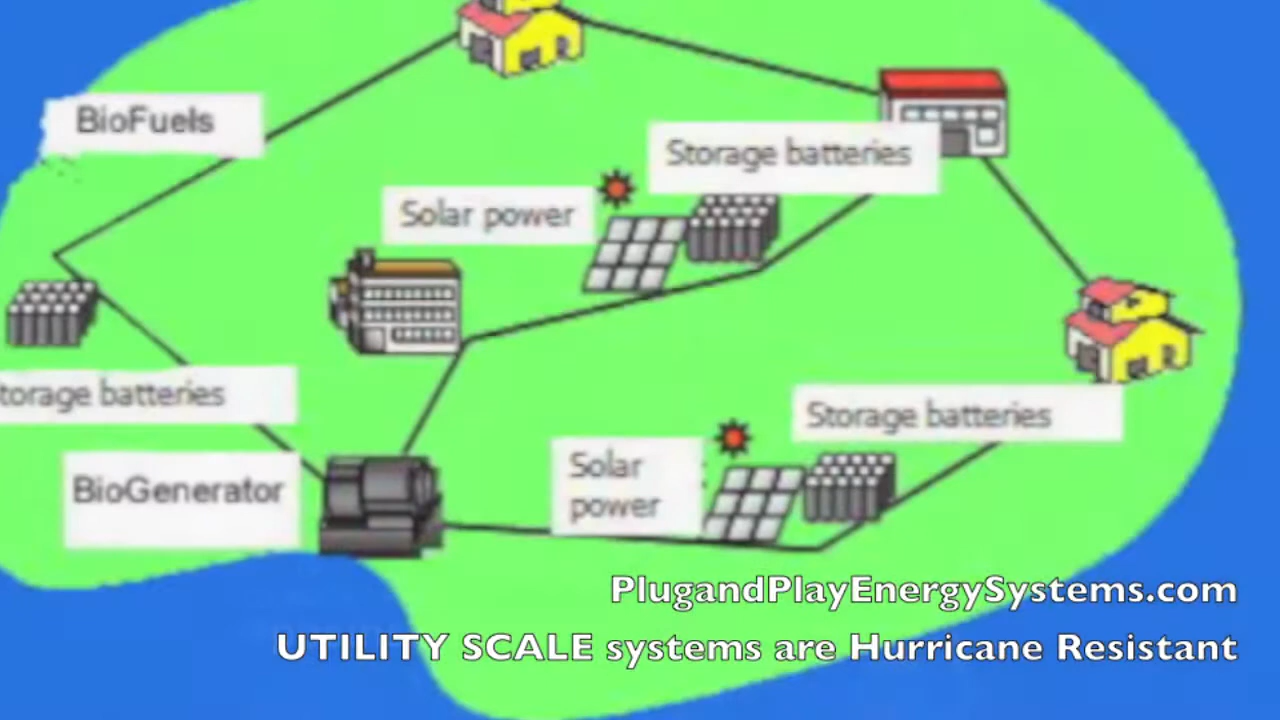 BioFuels
Storage batteries
Solar power
torage batteries
Storage batteries
BioGenerator
Solar
power
PlugandPlayEnergySystems.com
UTILITY SCALE systems are Hurricane Resistant